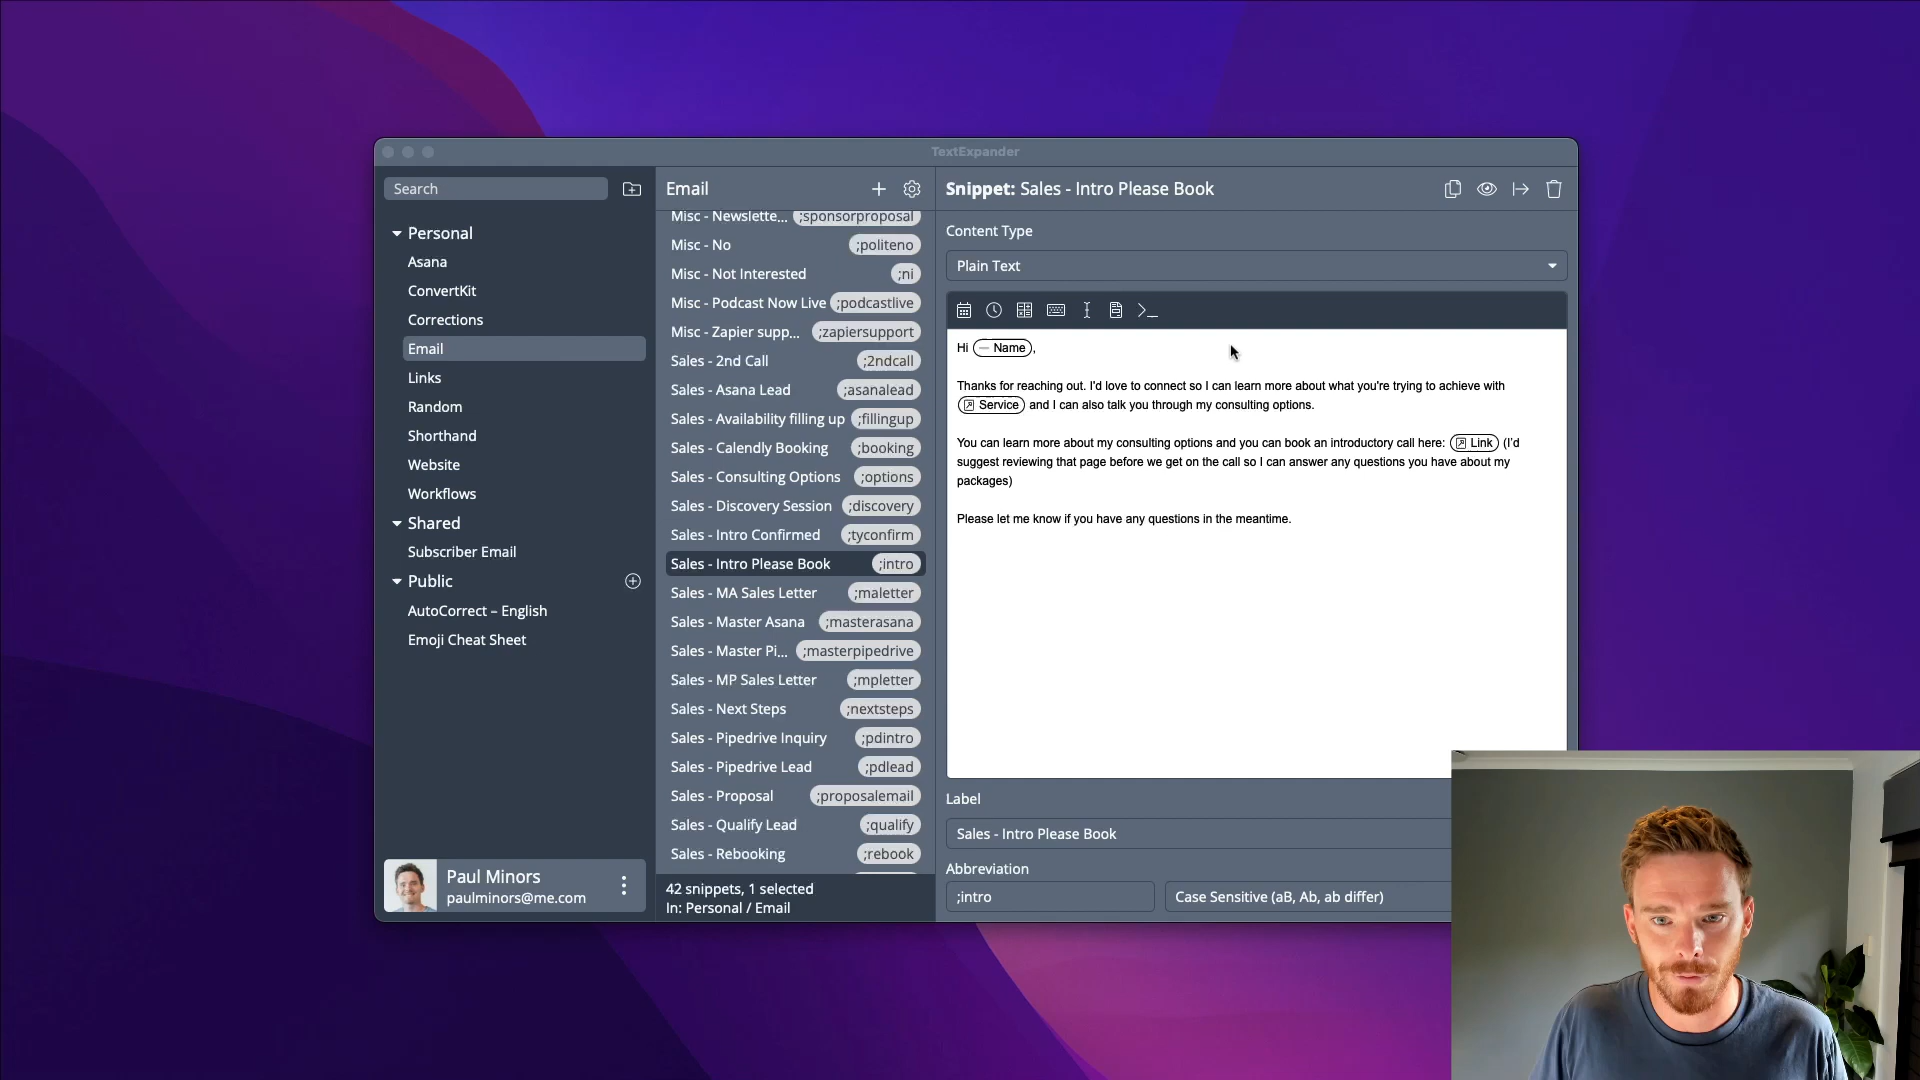 TextExpander
Search
Personal
Asana
ConvertKit
Corrections
Email
Links
Random
Shorthand
Website
Workflows
Shared
Subscriber Email
Public
AutoCorrect – English
Emoji Cheat Sheet
Paul Minors
paulminors@me.com
Email
Misc - Newslette... ;sponsorproposal
Misc - No ;politeno
Misc - Not Interested ;ni
Misc - Podcast Now Live ;podcastlive
Misc - Zapier supp... ;zapiersupport
Sales - 2nd Call ;2ndcall
Sales - Asana Lead ;asanalead
Sales - Availability filling up ;fillingup
Sales - Calendly Booking ;booking
Sales - Consulting Options ;options
Sales - Discovery Session ;discovery
Sales - Intro Confirmed ;tyconfirm
Sales - Intro Please Book ;intro
Sales - MA Sales Letter ;maletter
Sales - Master Asana ;masterasana
Sales - Master Pi... ;masterpipedrive
Sales - MP Sales Letter ;mpletter
Sales - Next Steps ;nextsteps
Sales - Pipedrive Inquiry ;pdintro
Sales - Pipedrive Lead ;pdlead
Sales - Proposal ;proposalemail
Sales - Qualify Lead ;qualify
Sales - Rebooking ;rebook
42 snippets, 1 selected
In: Personal / Email
Snippet: Sales - Intro Please Book
Content Type
Plain Text
Hi Name,
Thanks for reaching out. I'd love to connect so I can learn more about what you're trying to achieve with
Service and I can also talk you through my consulting options.
You can learn more about my consulting options and you can book an introductory call here: Link (I'd
suggest reviewing that page before we get on the call so I can answer any questions you have about my
packages)
Please let me know if you have any questions in the meantime.
Label
Sales - Intro Please Book
Abbreviation
;intro
Case Sensitive (aB, Ab, ab differ)